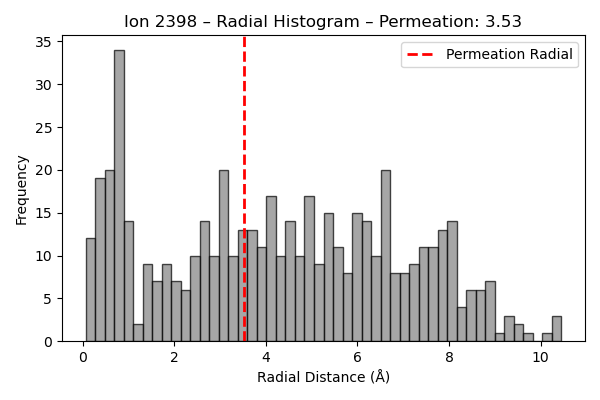 Ion 2398 – Radial Histogram – Permeation: 3.53
Permeation Radial
35
30
25
20
15
10
5
0
Frequency
0 2 4 6 8 10
Radial Distance (Å)